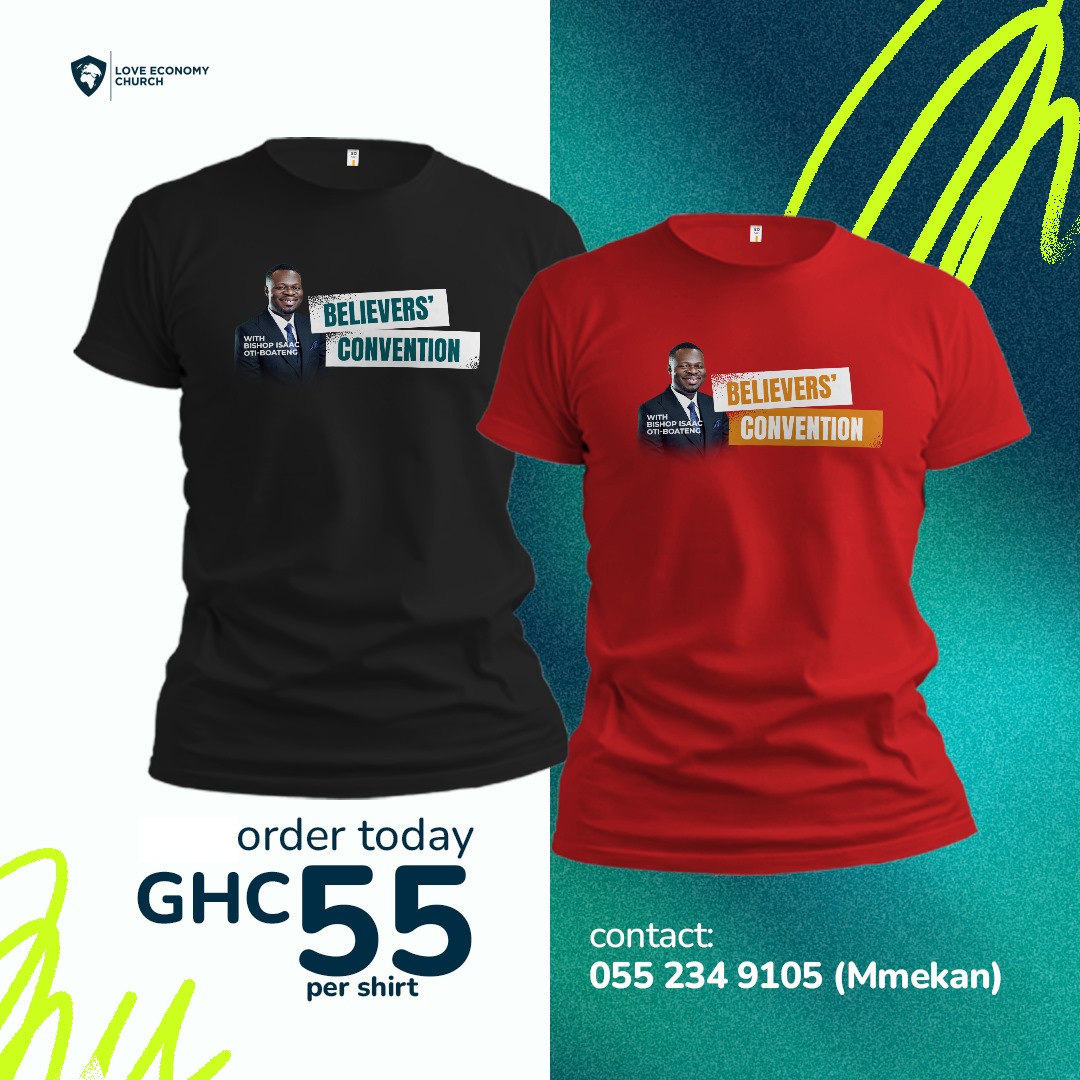 LOVE ECONOMY
CHURCH
BELIEVERS'
CONVENTION
WITH
BISHOP ISAAC
OTI-BOATENG
BELIEVERS'
CONVENTION
WITH
BISHOP ISAAC
OTI-BOATENG
order today
GHC55
per shirt
contact:
055 234 9105 (Mmekan)